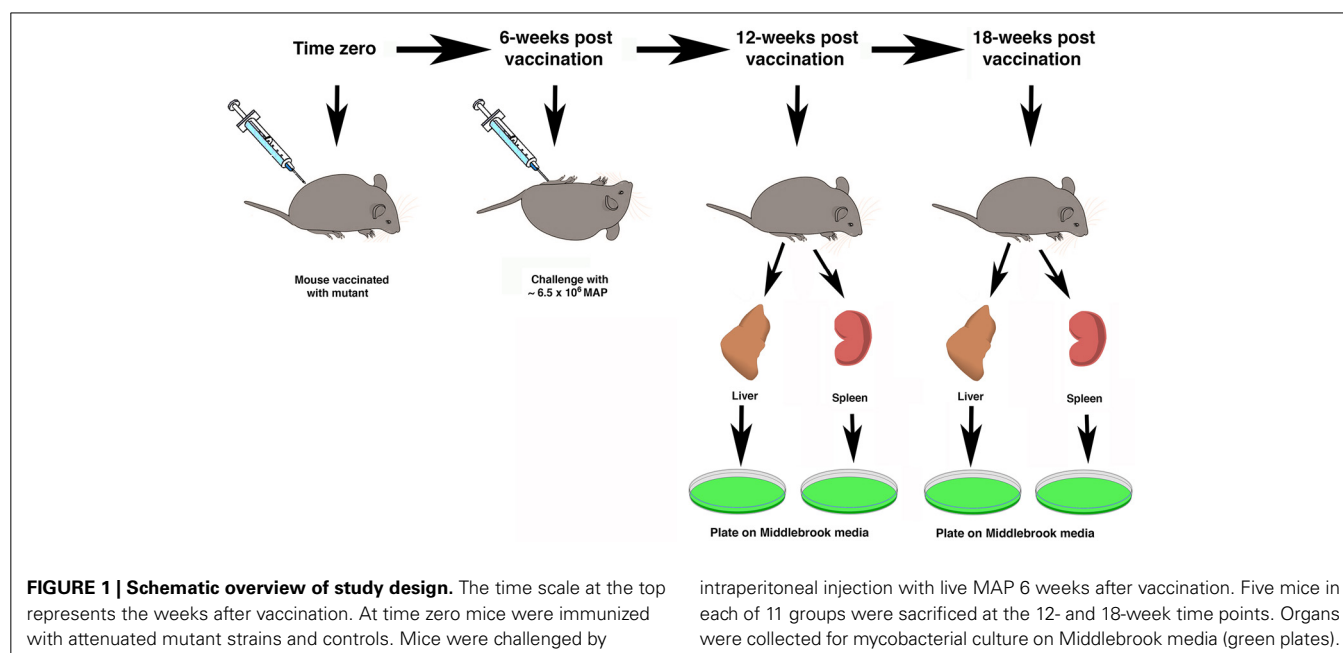 Time zero
6-weeks post
vaccination
12-weeks post
vaccination
18-weeks post
vaccination
Mouse vaccinated
with mutant
Challenge with
~ 6.5 x 10⁶ MAP
Liver
Spleen
Liver
Spleen
Plate on Middlebrook media
Plate on Middlebrook media
FIGURE 1 | Schematic overview of study design. The time scale at the top
represents the weeks after vaccination. At time zero mice were immunized
with attenuated mutant strains and controls. Mice were challenged by
intraperitoneal injection with live MAP 6 weeks after vaccination. Five mice in
each of 11 groups were sacrificed at the 12- and 18-week time points. Organs
were collected for mycobacterial culture on Middlebrook media (green plates).